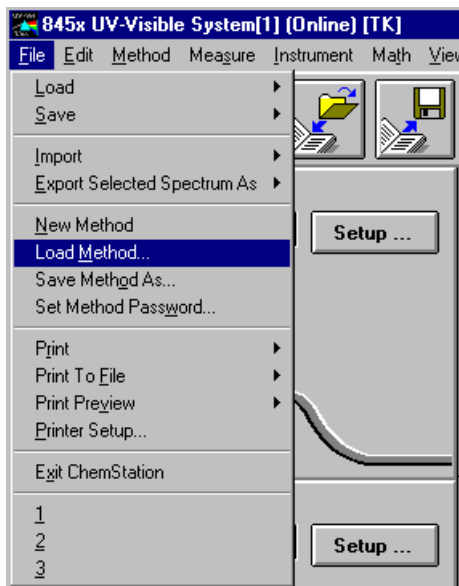 845x UV-Visible System[1] (Online) [TK]
File Edit Method Measure Instrument Math View
Load
Save
Import
Export Selected Spectrum As
New Method
Load Method...
Save Method As...
Set Method Password...
Print
Print To File
Print Preview
Printer Setup...
Exit ChemStation
1
2
3
Setup ...
Setup ...